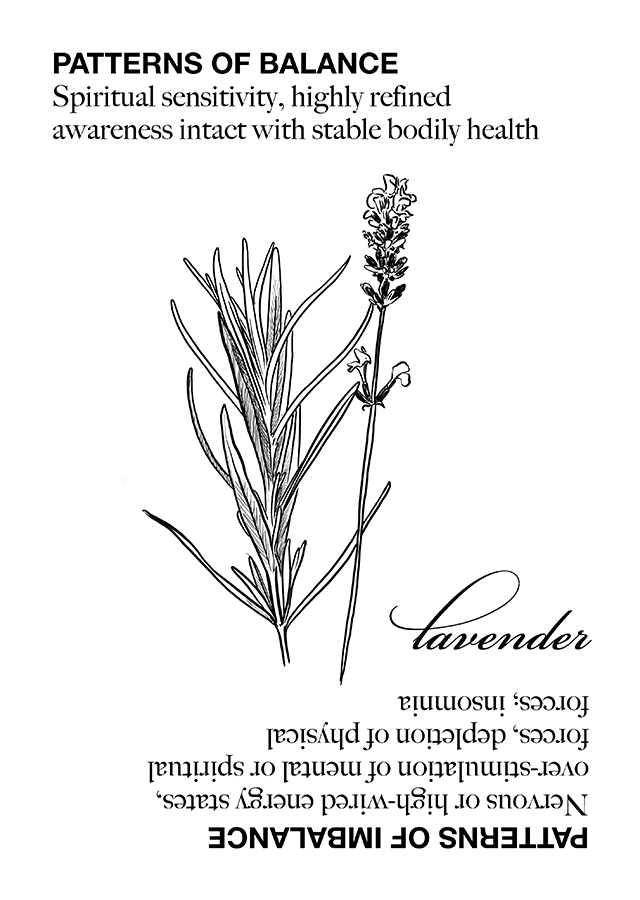 PATTERNS OF BALANCE
Spiritual sensitivity, highly refined
awareness intact with stable bodily health
lavender
PATTERNS OF IMBALANCE
Nervous or high-wired energy states,
over-stimulation of mental or spiritual
forces, depletion of physical
forces; insomnia